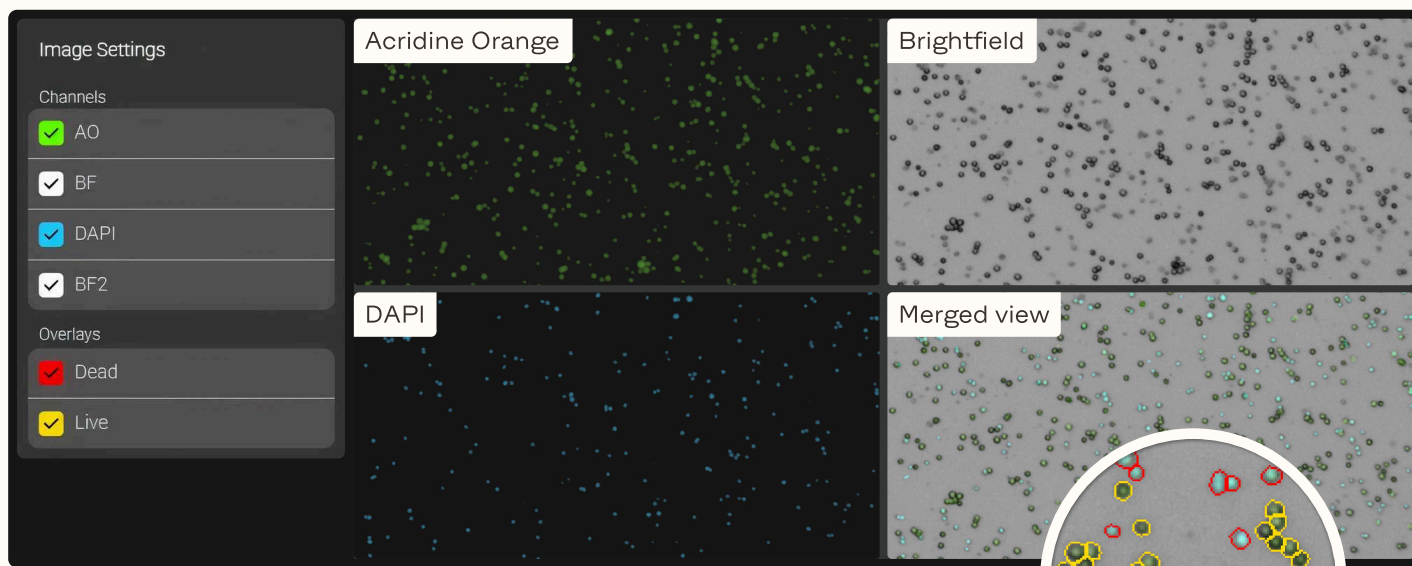 Image Settings
Channels
AO
BF
DAPI
BF2
Overlays
Dead
Live
Acridine Orange
Brightfield
DAPI
Merged view